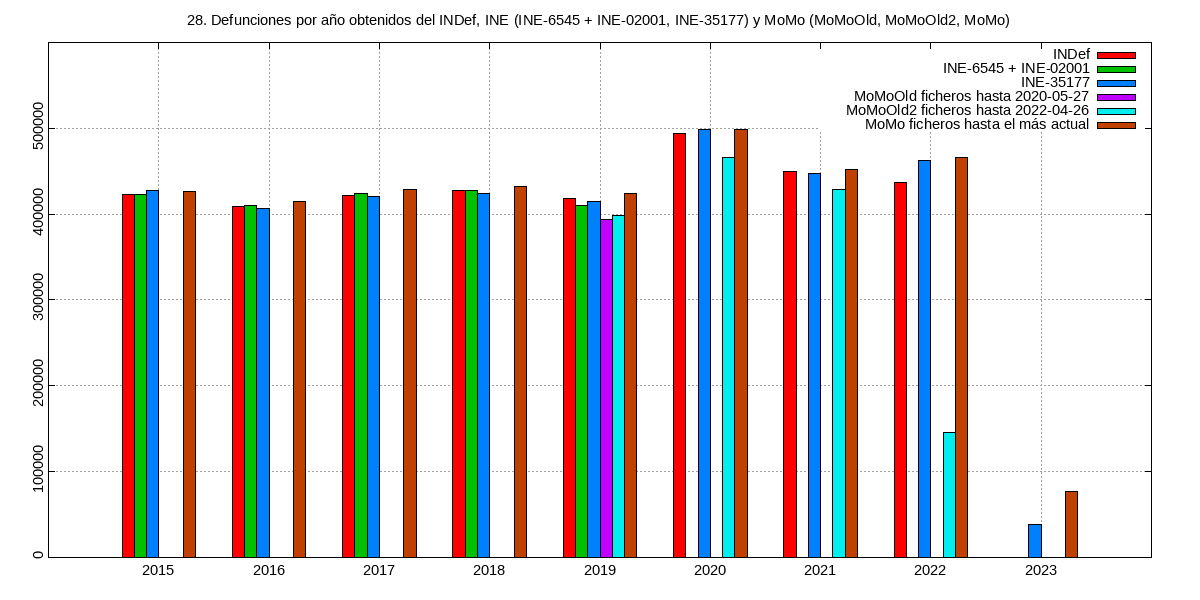 28. Defunciones por año obtenidos del INDef, INE (INE-6545 + INE-02001, INE-35177) y MoMo (MoMoOld, MoMoOld2, MoMo)
INDef
INE-6545 + INE-02001
INE-35177
MoMoOld ficheros hasta 2020-05-27
MoMoOld2 ficheros hasta 2022-04-26
MoMo ficheros hasta el más actual
500000
400000
300000
200000
100000
0
2015 2016 2017 2018 2019 2020 2021 2022 2023